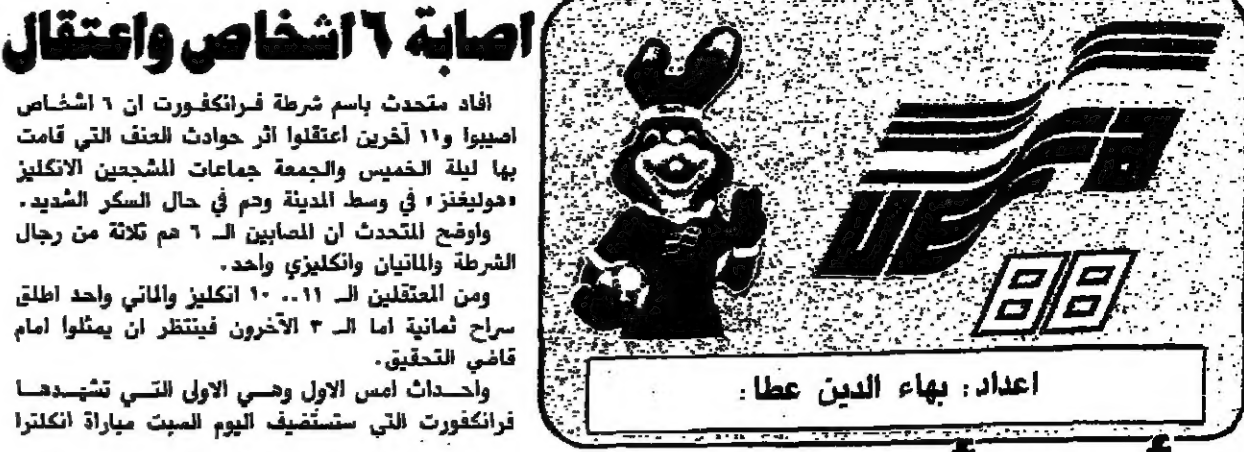 اصابة ٦ اشخاص واعتقال
افاد متحدث باسم شرطة فرانكفورت ان ٦ اشخاص
اصيبوا و١١ آخرين اعتقلوا اثر حوادث العنف التي قامت
بها ليلة الخميس والجمعة جماعات المشجعين الانكليز
«هوليغنز» في وسط المدينة وهم في حال السكر الشديد.
واوضح المتحدث ان المصابين الـ ٦ هم ثلاثة من رجال
الشرطة والمانيان وانكليزي واحد.
ومن المعتقلين الـ ١١.. ١٠ انكليز والماني واحد اطلق
سراح ثمانية اما الـ ٣ الآخرون فينتظر ان يمثلوا امام
قاضي التحقيق.
واحداث امس الاول وهي الاولى التي تشهدها
فرانكفورت التي ستستضيف اليوم السبت مباراة انكلترا
UEFA
88
اعداد: بهاء الدين عطا: